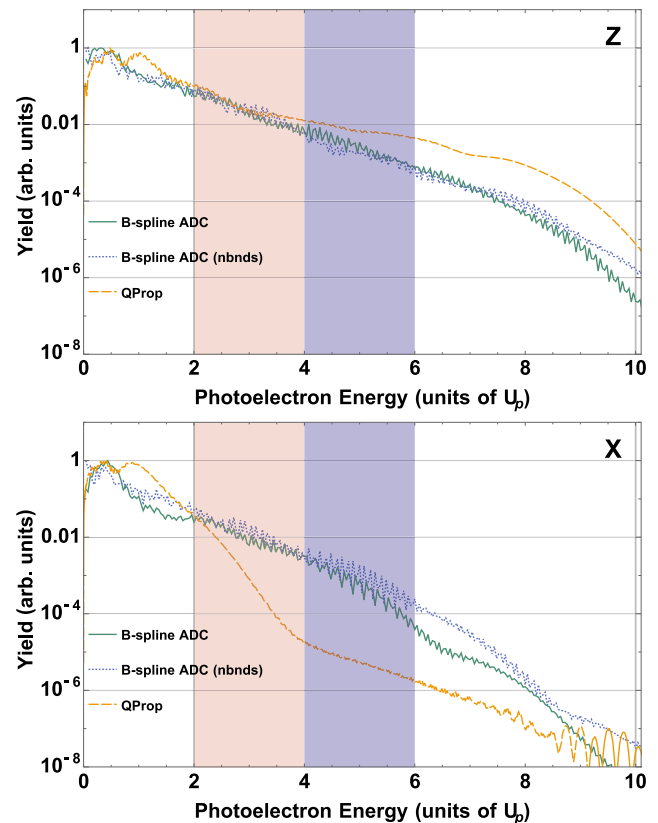 Z
Yield (arb. units)
1
0.01
10⁻⁴
10⁻⁶
10⁻⁸
B-spline ADC
B-spline ADC (nbnds)
QProp
0 2 4 6 8 10
Photoelectron Energy (units of Uₚ)
X
Yield (arb. units)
1
0.01
10⁻⁴
10⁻⁶
10⁻⁸
B-spline ADC
B-spline ADC (nbnds)
QProp
0 2 4 6 8 10
Photoelectron Energy (units of Uₚ)